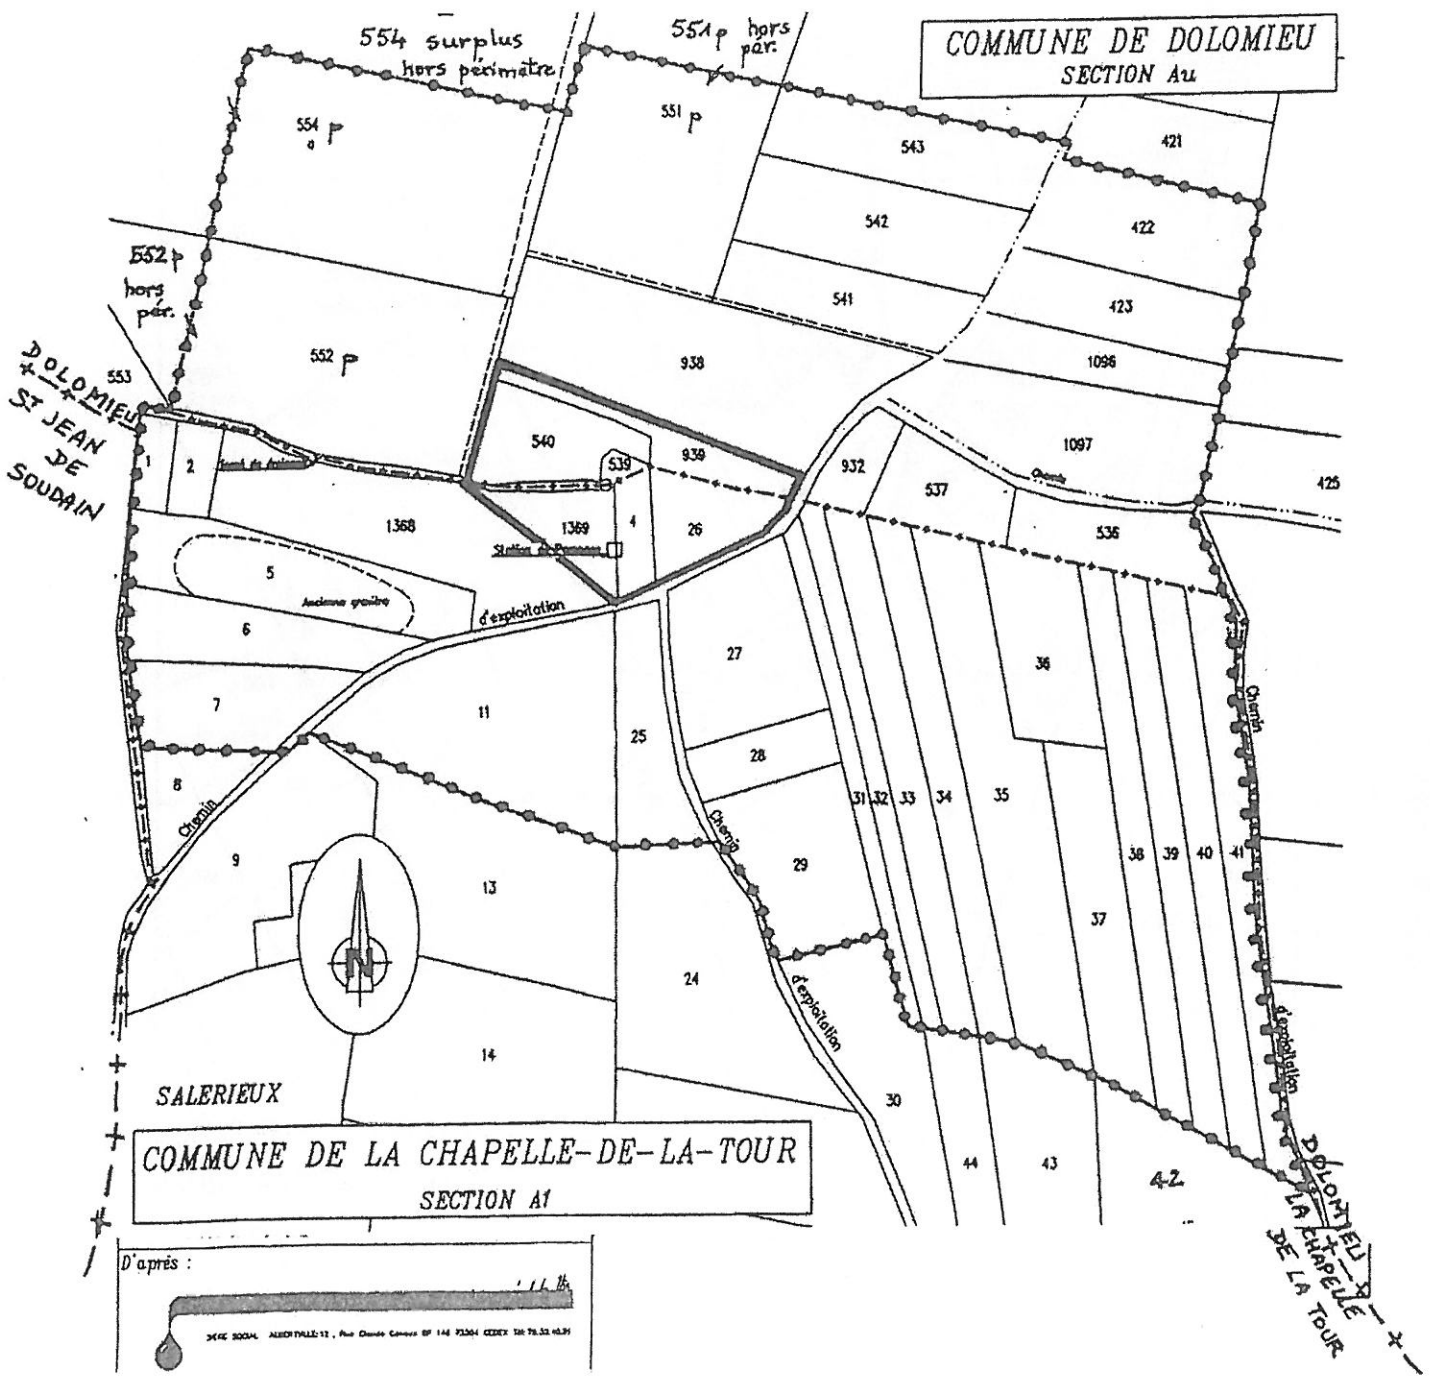 554 surplus
hors périmètre
551p hors
pér.
COMMUNE DE DOLOMIEU
SECTION Au
554 p
551 p
543
421
542
422
552 p
hors
pér.
541
423
553
552 p
938
1096
DOLOMIEU
ST JEAN
DE
SOUDAIN
1
2
540
539
939
932
1097
537
Chemin
425
1368
1369
4
26
536
Station de Pompage
5
Ancienne gravière
6
d'exploitation
27
36
7
11
25
28
Chemin
8
31
32
33
34
35
Chemin
9
Chemin
29
38
39
40
41
13
37
N
24
d'exploitation
d'exploitation
14
30
SALERIEUX
COMMUNE DE LA CHAPELLE-DE-LA-TOUR
SECTION A1
44
43
42
DOLOMIEU
LA CHAPELLE
DE LA TOUR
D'après :